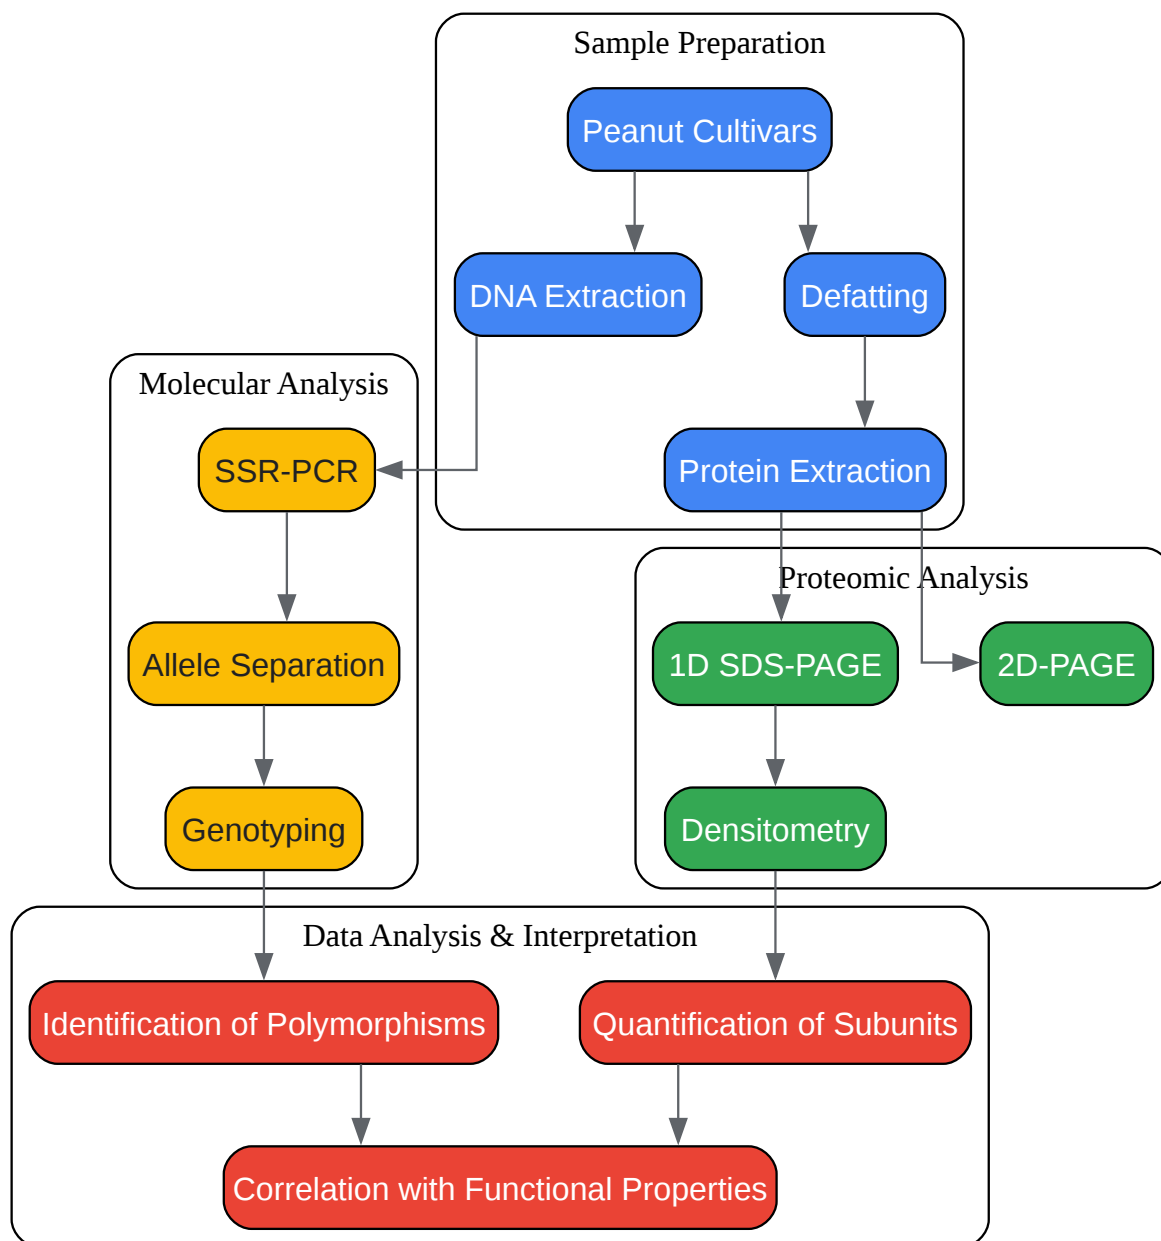 Sample Preparation
Peanut Cultivars
DNA Extraction
Defatting
Protein Extraction
Molecular Analysis
SSR-PCR
Allele Separation
Genotyping
Proteomic Analysis
1D SDS-PAGE
2D-PAGE
Densitometry
Data Analysis & Interpretation
Identification of Polymorphisms
Quantification of Subunits
Correlation with Functional Properties